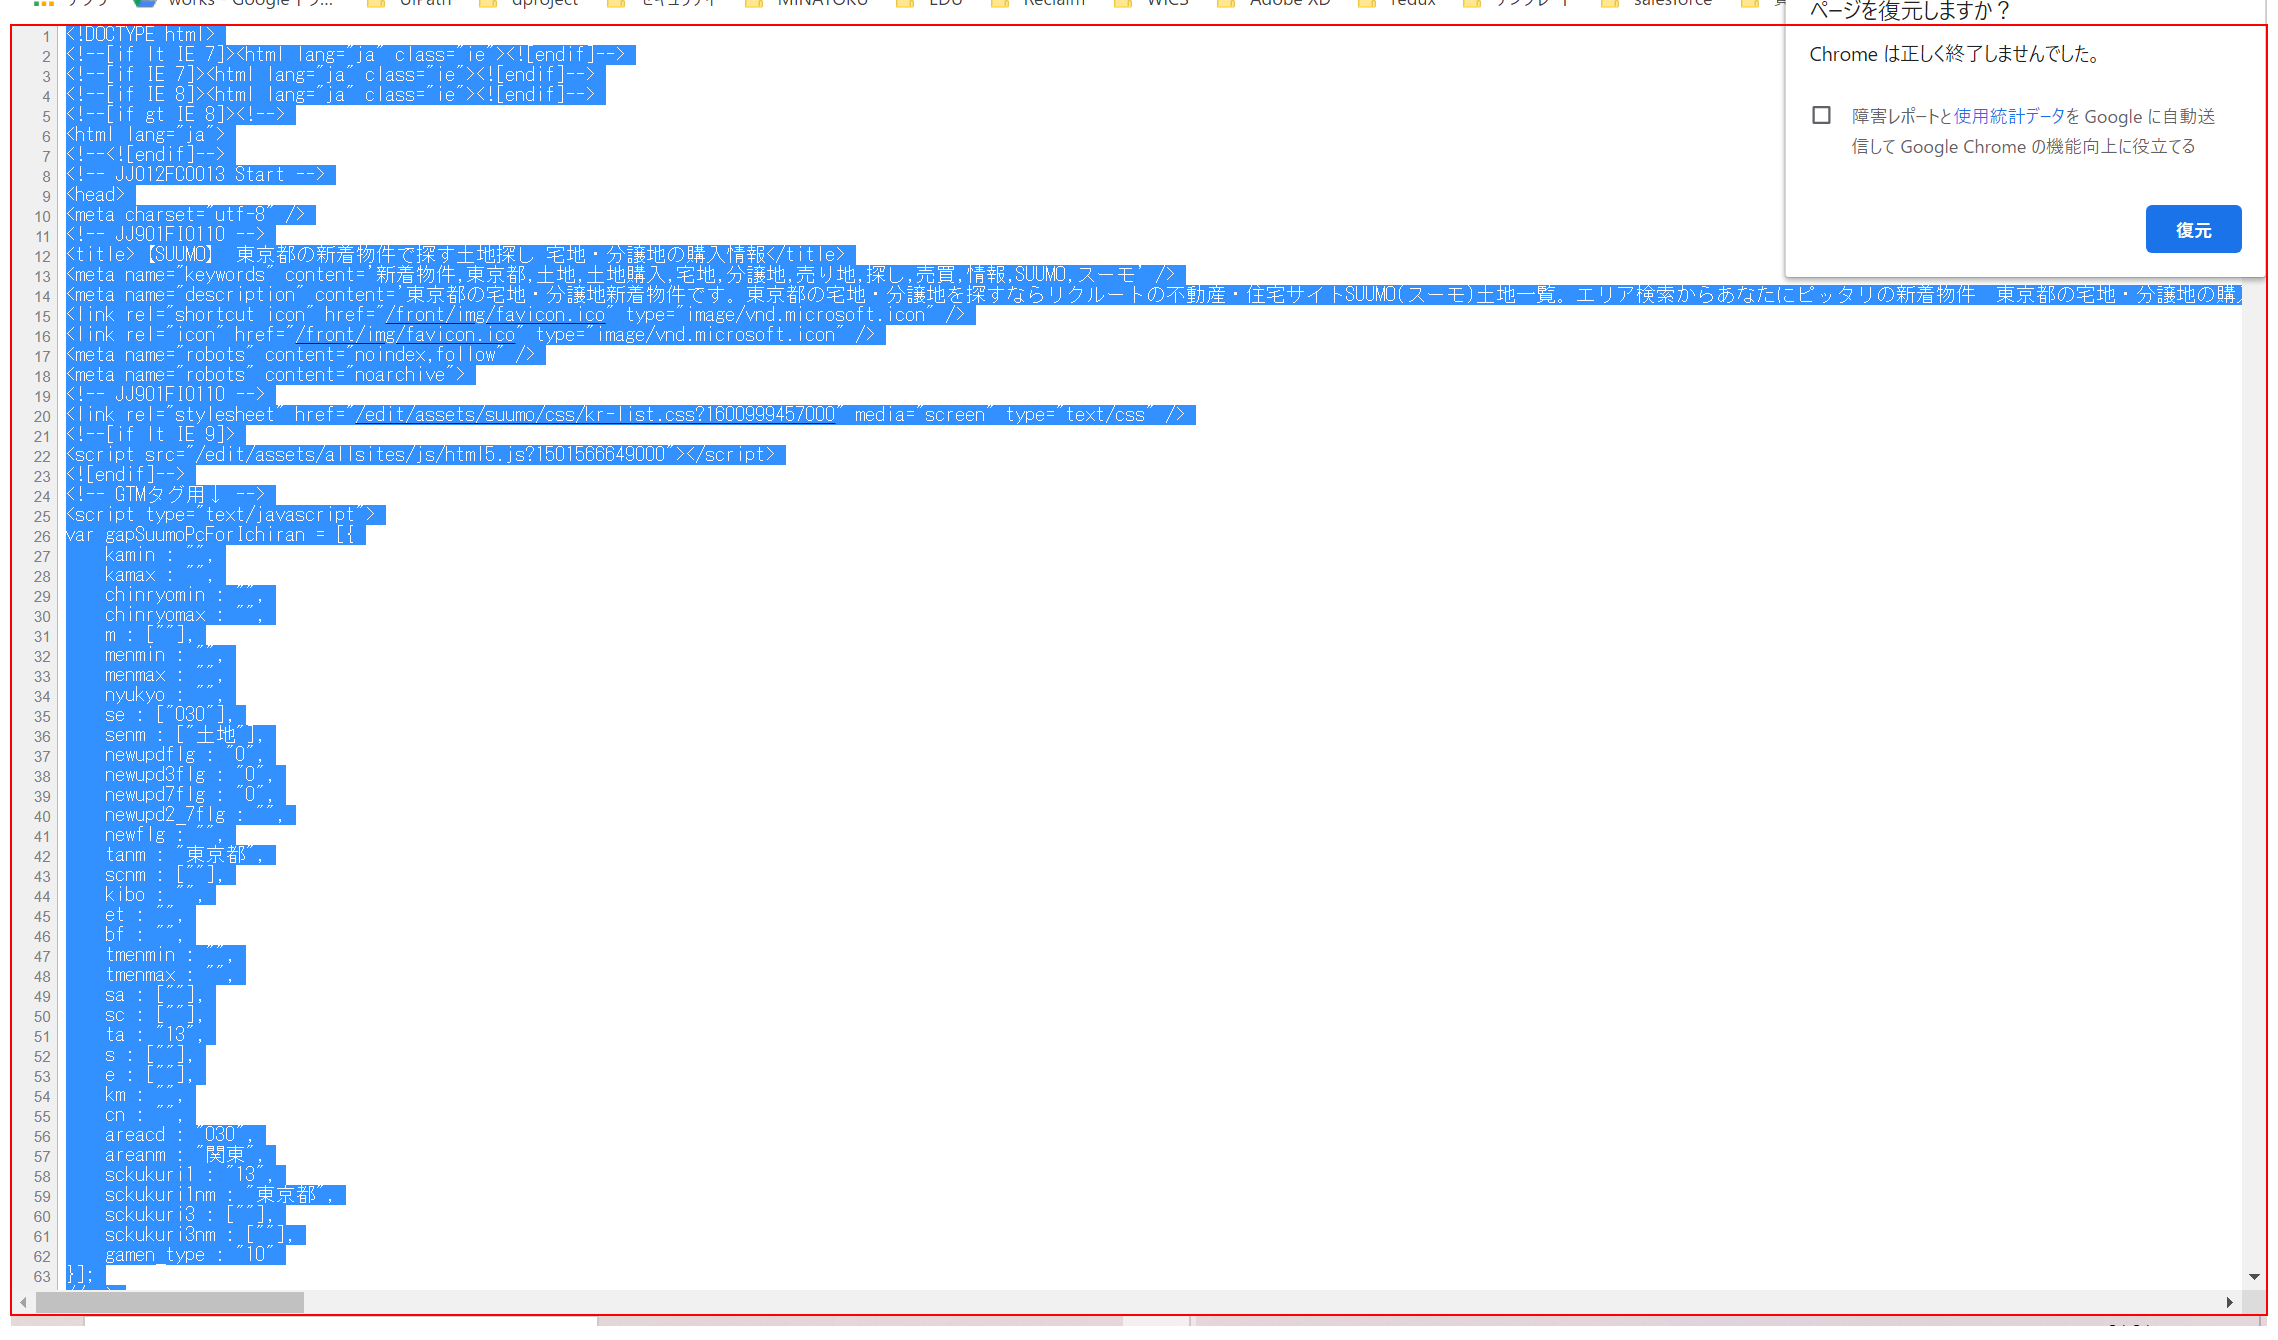 works - Google ドラ...
UiPath
uproject
セキュリティ
MINATOKU
EDU
Reclaim
WICS
Adobe XD
redux
テンプレート
salesforce
ページを復元しますか？
Chrome は正しく終了しませんでした。
障害レポートと使用統計データを Google に自動送
信して Google Chrome の機能向上に役立てる
復元
1 <!DOCTYPE html>
2 <!--[if lt IE 7]><html lang="ja" class="ie"><![endif]-->
3 <!--[if IE 7]><html lang="ja" class="ie"><![endif]-->
4 <!--[if IE 8]><html lang="ja" class="ie"><![endif]-->
5 <!--[if gt IE 8]><!-->
6 <html lang="ja">
7 <!--<![endif]-->
8 <!-- JJ012FC0013 Start -->
9 <head>
10 <meta charset="utf-8" />
11 <!-- JJ901FI0110 -->
12 <title>【SUUMO】 東京都の新着物件で探す土地探し 宅地・分譲地の購入情報</title>
13 <meta name="keywords" content='新着物件,東京都,土地,土地購入,宅地,分譲地,売り地,探し,売買,情報,SUUMO,スーモ' />
14 <meta name="description" content='東京都の宅地・分譲地新着物件です。東京都の宅地・分譲地を探すならリクルートの不動産・住宅サイトSUUMO(スーモ)土地一覧。エリア検索からあなたにピッタリの新着物件　東京都の宅地・分譲地の購
15 <link rel="shortcut icon" href="/front/img/favicon.ico" type="image/vnd.microsoft.icon" />
16 <link rel="icon" href="/front/img/favicon.ico" type="image/vnd.microsoft.icon" />
17 <meta name="robots" content="noindex,follow" />
18 <meta name="robots" content="noarchive">
19 <!-- JJ901FI0110 -->
20 <link rel="stylesheet" href="/edit/assets/suumo/css/kr-list.css?1600999457000" media="screen" type="text/css" />
21 <!--[if lt IE 9]>
22 <script src="/edit/assets/allsites/js/html5.js?1501566649000"></script>
23 <![endif]-->
24 <!-- GTMタグ用↓ -->
25 <script type="text/javascript">
26 var gapSuumoPcForIchiran = [{
27 kamin : "",
28 kamax : "",
29 chinryomin : "",
30 chinryomax : "",
31 m : [""],
32 menmin : "",
33 menmax : "",
34 nyukyo : "",
35 se : ["030"],
36 senm : ["土地"],
37 newupdflg : "0",
38 newupd3flg : "0",
39 newupd7flg : "0",
40 newupd2_7flg : "",
41 newflg : "",
42 tanm : "東京都",
43 scnm : [""],
44 kibo : "",
45 et : "",
46 bf : "",
47 tmenmin : "",
48 tmenmax : "",
49 sa : [""],
50 sc : [""],
51 ta : "13",
52 s : [""],
53 e : [""],
54 km : "",
55 cn : "",
56 areacd : "030",
57 areanm : "関東",
58 sckukuri1 : "13",
59 sckukuri1nm : "東京都",
60 sckukuri3 : [""],
61 sckukuri3nm : [""],
62 gamen_type : "10"
63 }];